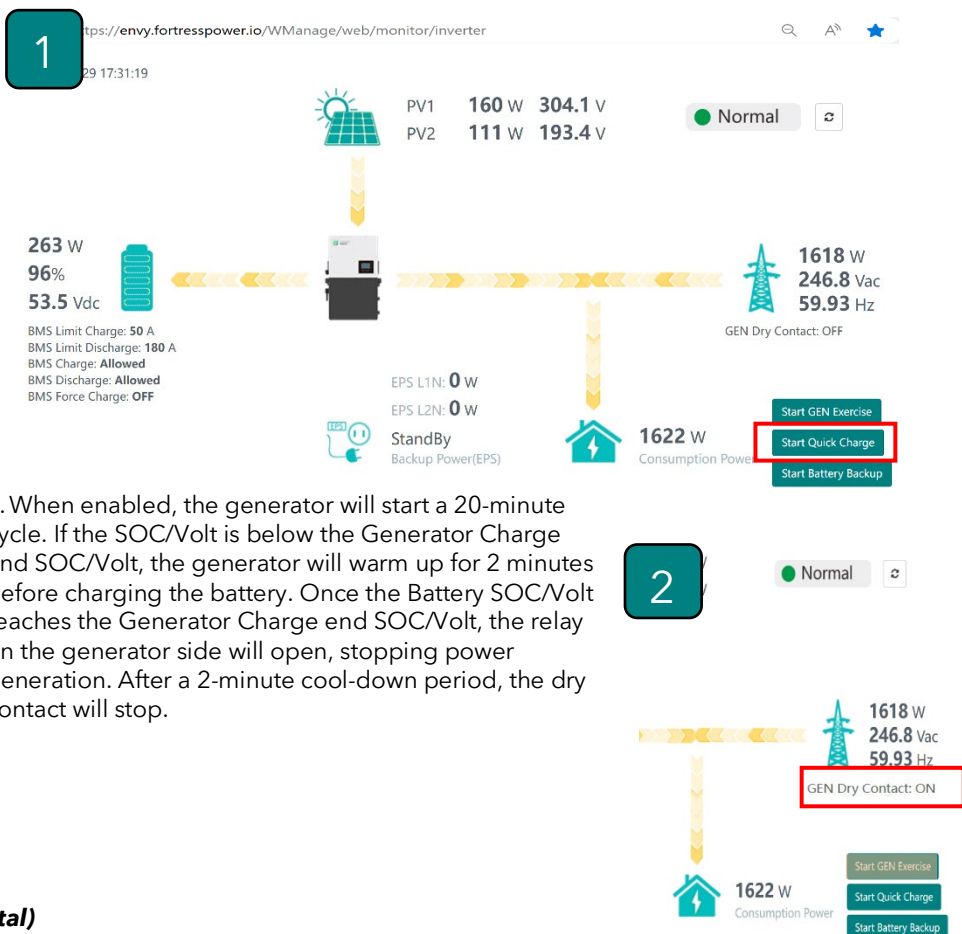 1
tps://envy.fortresspower.io/WManage/web/monitor/inverter
29 17:31:19
PV1 160 W 304.1 V
PV2 111 W 193.4 V
Normal
263 W
96%
53.5 Vdc
BMS Limit Charge: 50 A
BMS Limit Discharge: 180 A
BMS Charge: Allowed
BMS Discharge: Allowed
BMS Force Charge: OFF
1618 W
246.8 Vac
59.93 Hz
GEN Dry Contact: OFF
EPS L1N: 0 W
EPS L2N: 0 W
EPS
StandBy
Backup Power(EPS)
1622 W
Consumption Power
Start GEN Exercise
Start Quick Charge
Start Battery Backup
. When enabled, the generator will start a 20-minute
ycle. If the SOC/Volt is below the Generator Charge
nd SOC/Volt, the generator will warm up for 2 minutes
efore charging the battery. Once the Battery SOC/Volt
eaches the Generator Charge end SOC/Volt, the relay
n the generator side will open, stopping power
eneration. After a 2-minute cool-down period, the dry
ontact will stop.
2
Normal
1618 W
246.8 Vac
59.93 Hz
GEN Dry Contact: ON
1622 W
Consumption Power
Start GEN Exercise
Start Quick Charge
Start Battery Backup
tal)